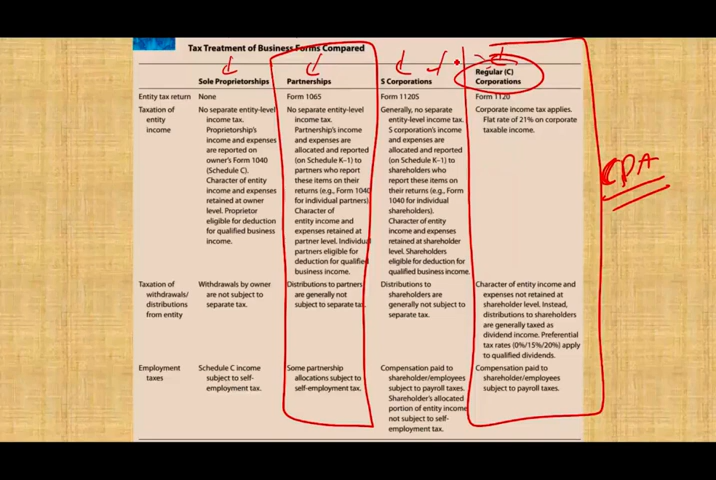 Tax Treatment of Business Forms Compared
Sole Proprietorships
Partnerships
S Corporations
Regular (C)
Corporations
Entity tax return
None
Form 1065
Form 1120S
Form 1120
Taxation of
entity
income
No separate entity-level
income tax.
Proprietorship's
income and expenses
are reported on
owner's Form 1040
(Schedule C).
Character of entity
income and expenses
retained at owner
level. Proprietor
eligible for deduction
for qualified business
income.
No separate entity-level
income tax.
Partnership's income
and expenses are
allocated and reported
(on Schedule K–1) to
partners who report
these items on their
returns (e.g., Form 1040
for individual partners).
Character of
entity income and
expenses retained at
partner level. Individual
partners eligible for
deduction for qualified
business income.
Generally, no separate
entity-level income tax.
S corporation's income
and expenses are
allocated and reported
(on Schedule K–1) to
shareholders who
report these items on
their returns (e.g., Form
1040 for individual
shareholders).
Character of entity
income and expenses
retained at shareholder
level. Shareholders
eligible for deduction for
qualified business income.
Corporate income tax applies.
Flat rate of 21% on corporate
taxable income.
CPA
Taxation of
withdrawals/
distributions
from entity
Withdrawals by owner
are not subject to
separate tax.
Distributions to partners
are generally not
subject to separate tax.
Distributions to
shareholders are
generally not subject to
separate tax.
Character of entity income and
expenses not retained at
shareholder level. Instead,
distributions to shareholders
are generally taxed as
dividend income. Preferential
tax rates (0%/15%/20%) apply
to qualified dividends.
Employment
taxes
Schedule C income
subject to self-
employment tax.
Some partnership
allocations subject to
self-employment tax.
Compensation paid to
shareholder/employees
subject to payroll taxes.
Shareholder's allocated
portion of entity income
not subject to self-
employment tax.
Compensation paid to
shareholder/employees
subject to payroll taxes.